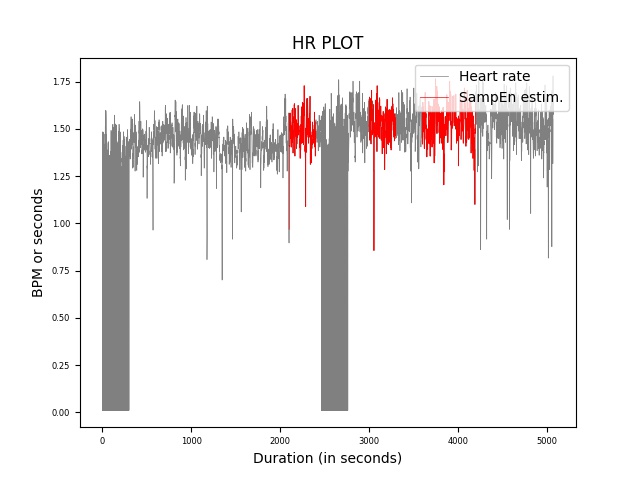 HR PLOT
Heart rate
SampEn estim.
BPM or seconds
1.75
1.50
1.25
1.00
0.75
0.50
0.25
0.00
0 1000 2000 3000 4000 5000
Duration (in seconds)